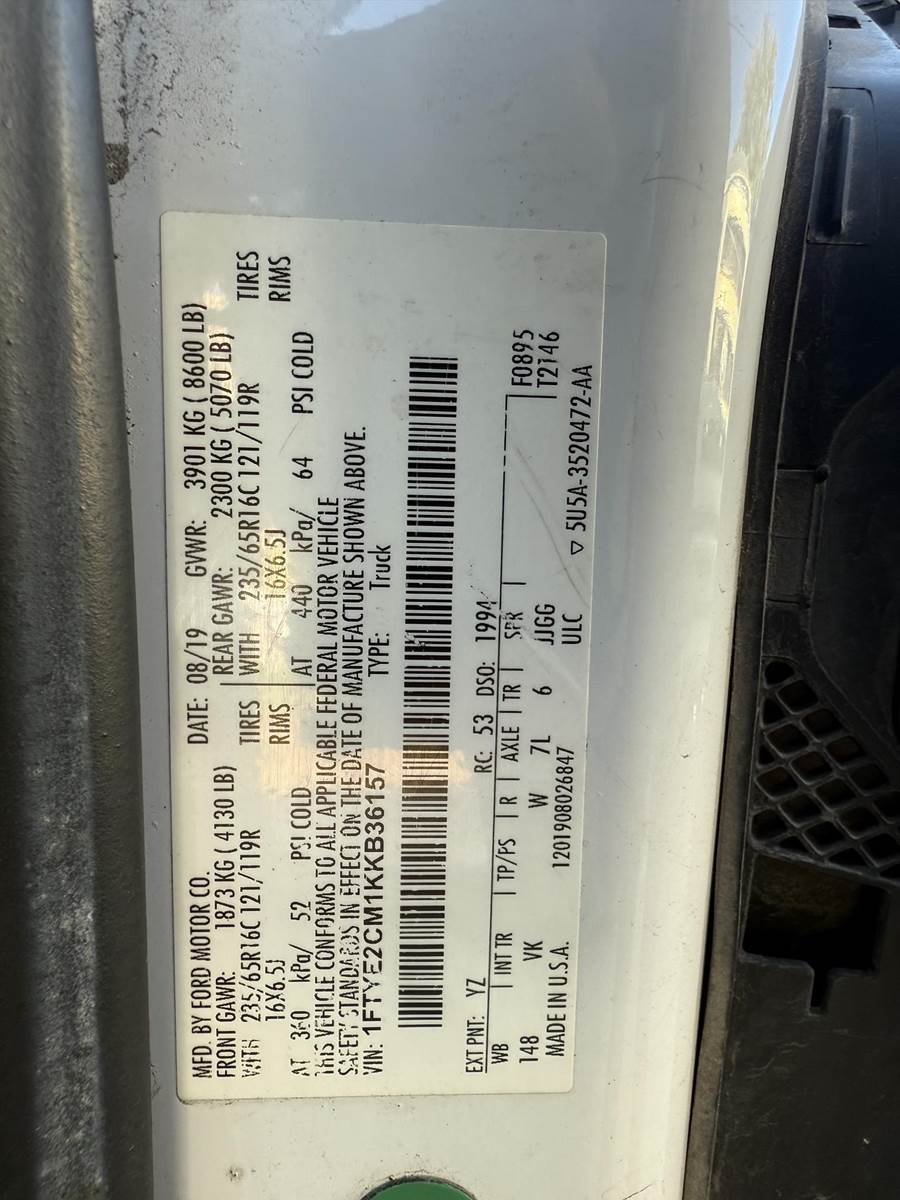 MFD. BY FORD MOTOR CO. DATE: 08/19 GVWR: 3901 KG ( 8600 LB)
FRONT GAWR: 1873 KG ( 4130 LB) REAR GAWR: 2300 KG ( 5070 LB)
WITH 235/65R16C 121/119R TIRES WITH 235/65R16C 121/119R TIRES
16X6.5J RIMS 16X6.5J RIMS
AT 360 kPa/ 52 PSI COLD AT 440 kPa/ 64 PSI COLD
THIS VEHICLE CONFORMS TO ALL APPLICABLE FEDERAL MOTOR VEHICLE
SAFETY STANDARDS IN EFFECT ON THE DATE OF MANUFACTURE SHOWN ABOVE.
VIN: 1FTYE2CM1KKB36157 TYPE: Truck
EXT PNT: YZ RC: 53 DSO: 1994
WB | INT TR | TP/PS | R | AXLE | TR | SPR | F0895
148 VK W 7L 6 JJGG T2146
MADE IN U.S.A. 1201908026847 ULC
▽ 5U5A-3520472-AA